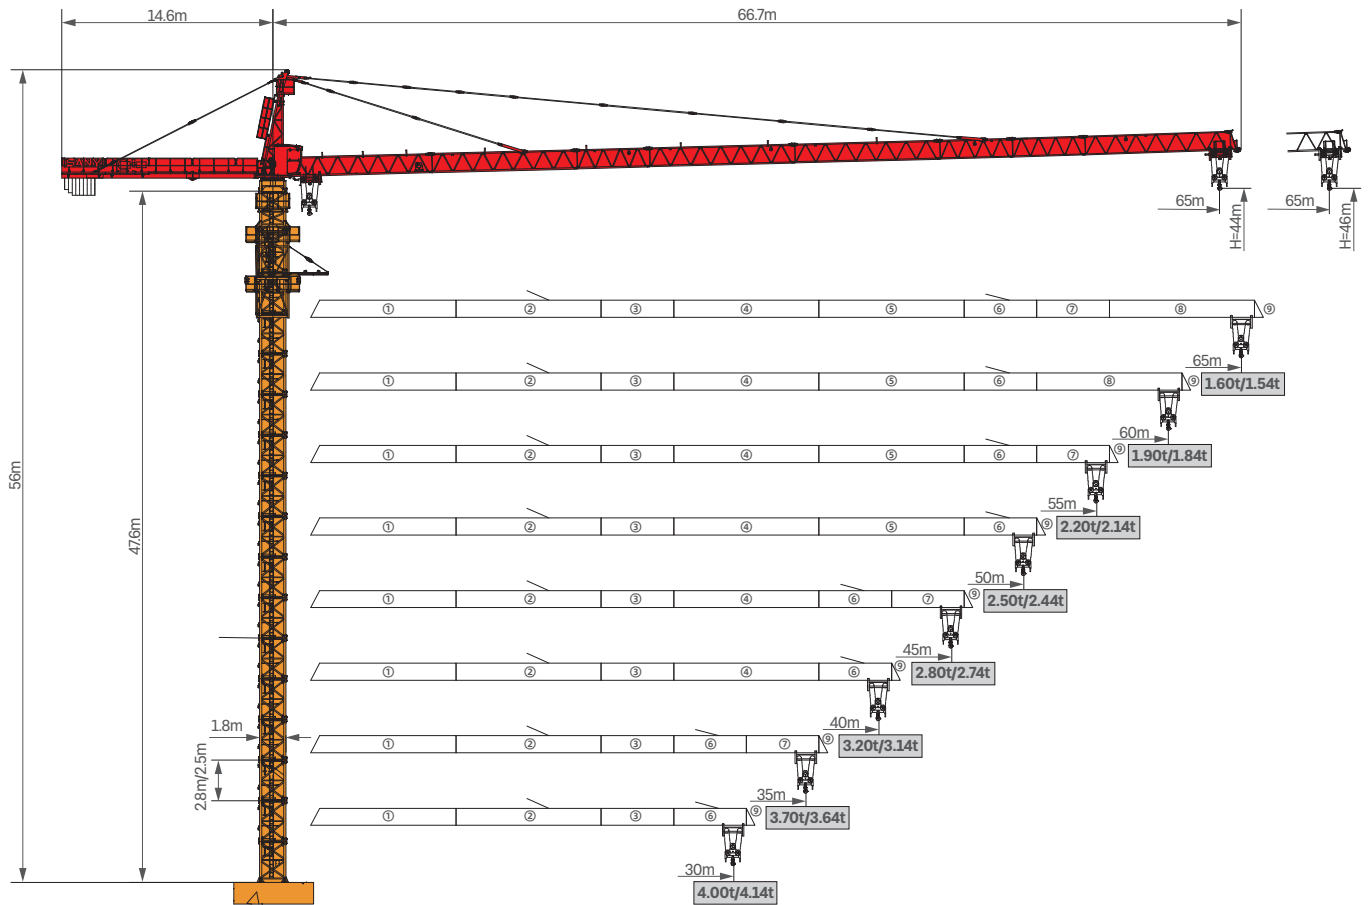 14.6m
66.7m
65m
65m
H=44m
H=46m
56m
47.6m
① ② ③ ④ ⑤ ⑥ ⑦ ⑧ ⑨
65m
1.60t/1.54t
① ② ③ ④ ⑤ ⑥ ⑧ ⑨
60m
1.90t/1.84t
① ② ③ ④ ⑤ ⑥ ⑦ ⑨
55m
2.20t/2.14t
① ② ③ ④ ⑤ ⑥ ⑨
50m
2.50t/2.44t
① ② ③ ④ ⑥ ⑦ ⑨
45m
2.80t/2.74t
① ② ③ ④ ⑥ ⑨
40m
3.20t/3.14t
1.8m
① ② ③ ⑥ ⑦ ⑨
2.8m/2.5m
35m
3.70t/3.64t
① ② ③ ⑥ ⑨
30m
4.00t/4.14t